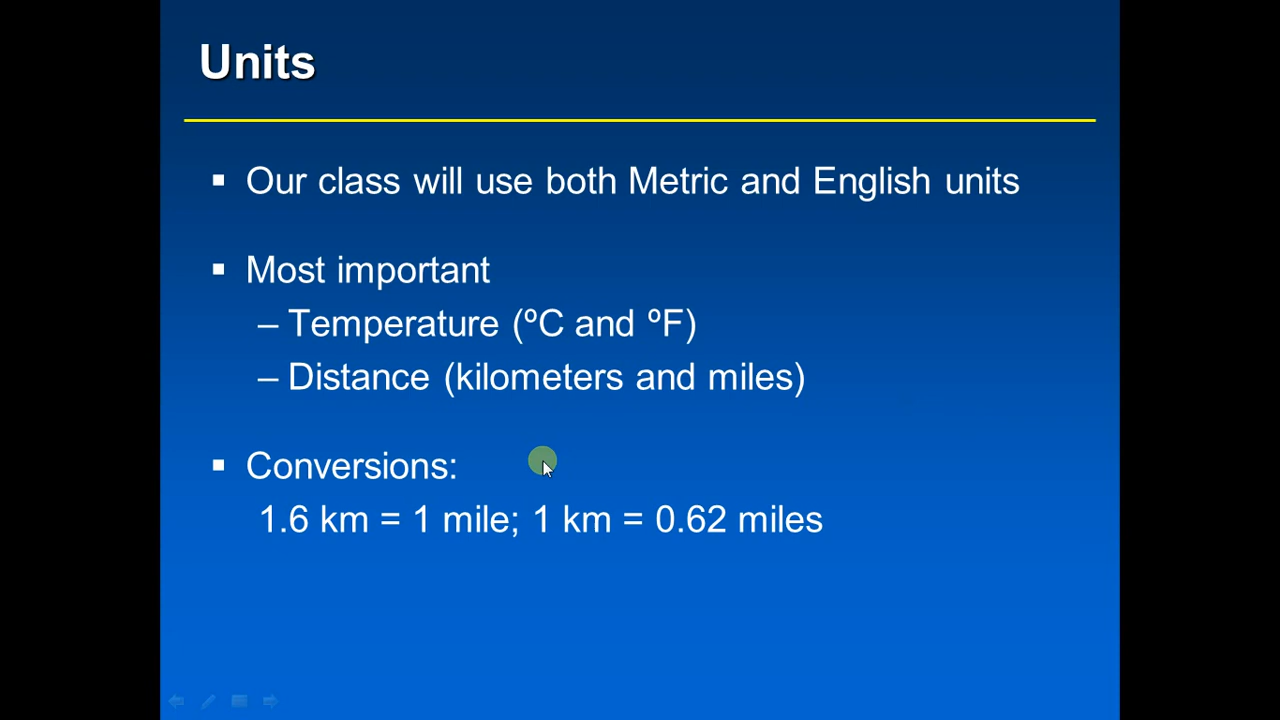 Units
▪ Our class will use both Metric and English units
▪ Most important
– Temperature (ºC and ºF)
– Distance (kilometers and miles)
▪ Conversions:
1.6 km = 1 mile; 1 km = 0.62 miles